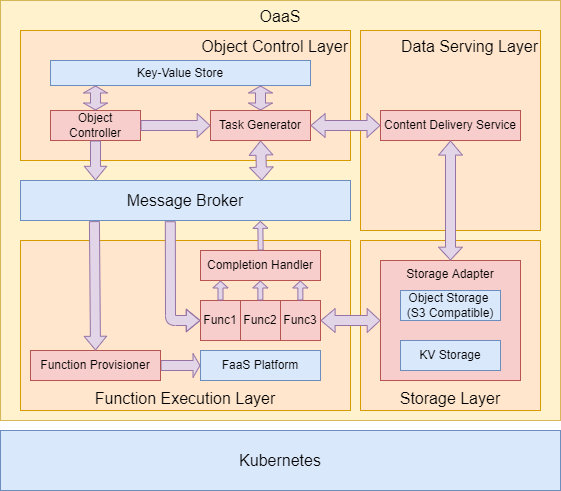 OaaS
Object Control Layer
Data Serving Layer
Key-Value Store
Object
Controller
Task Generator
Content Delivery Service
Message Broker
Completion Handler
Storage Adapter
Object Storage
(S3 Compatible)
Func1
Func2
Func3
KV Storage
Function Provisioner
FaaS Platform
Function Execution Layer
Storage Layer
Kubernetes